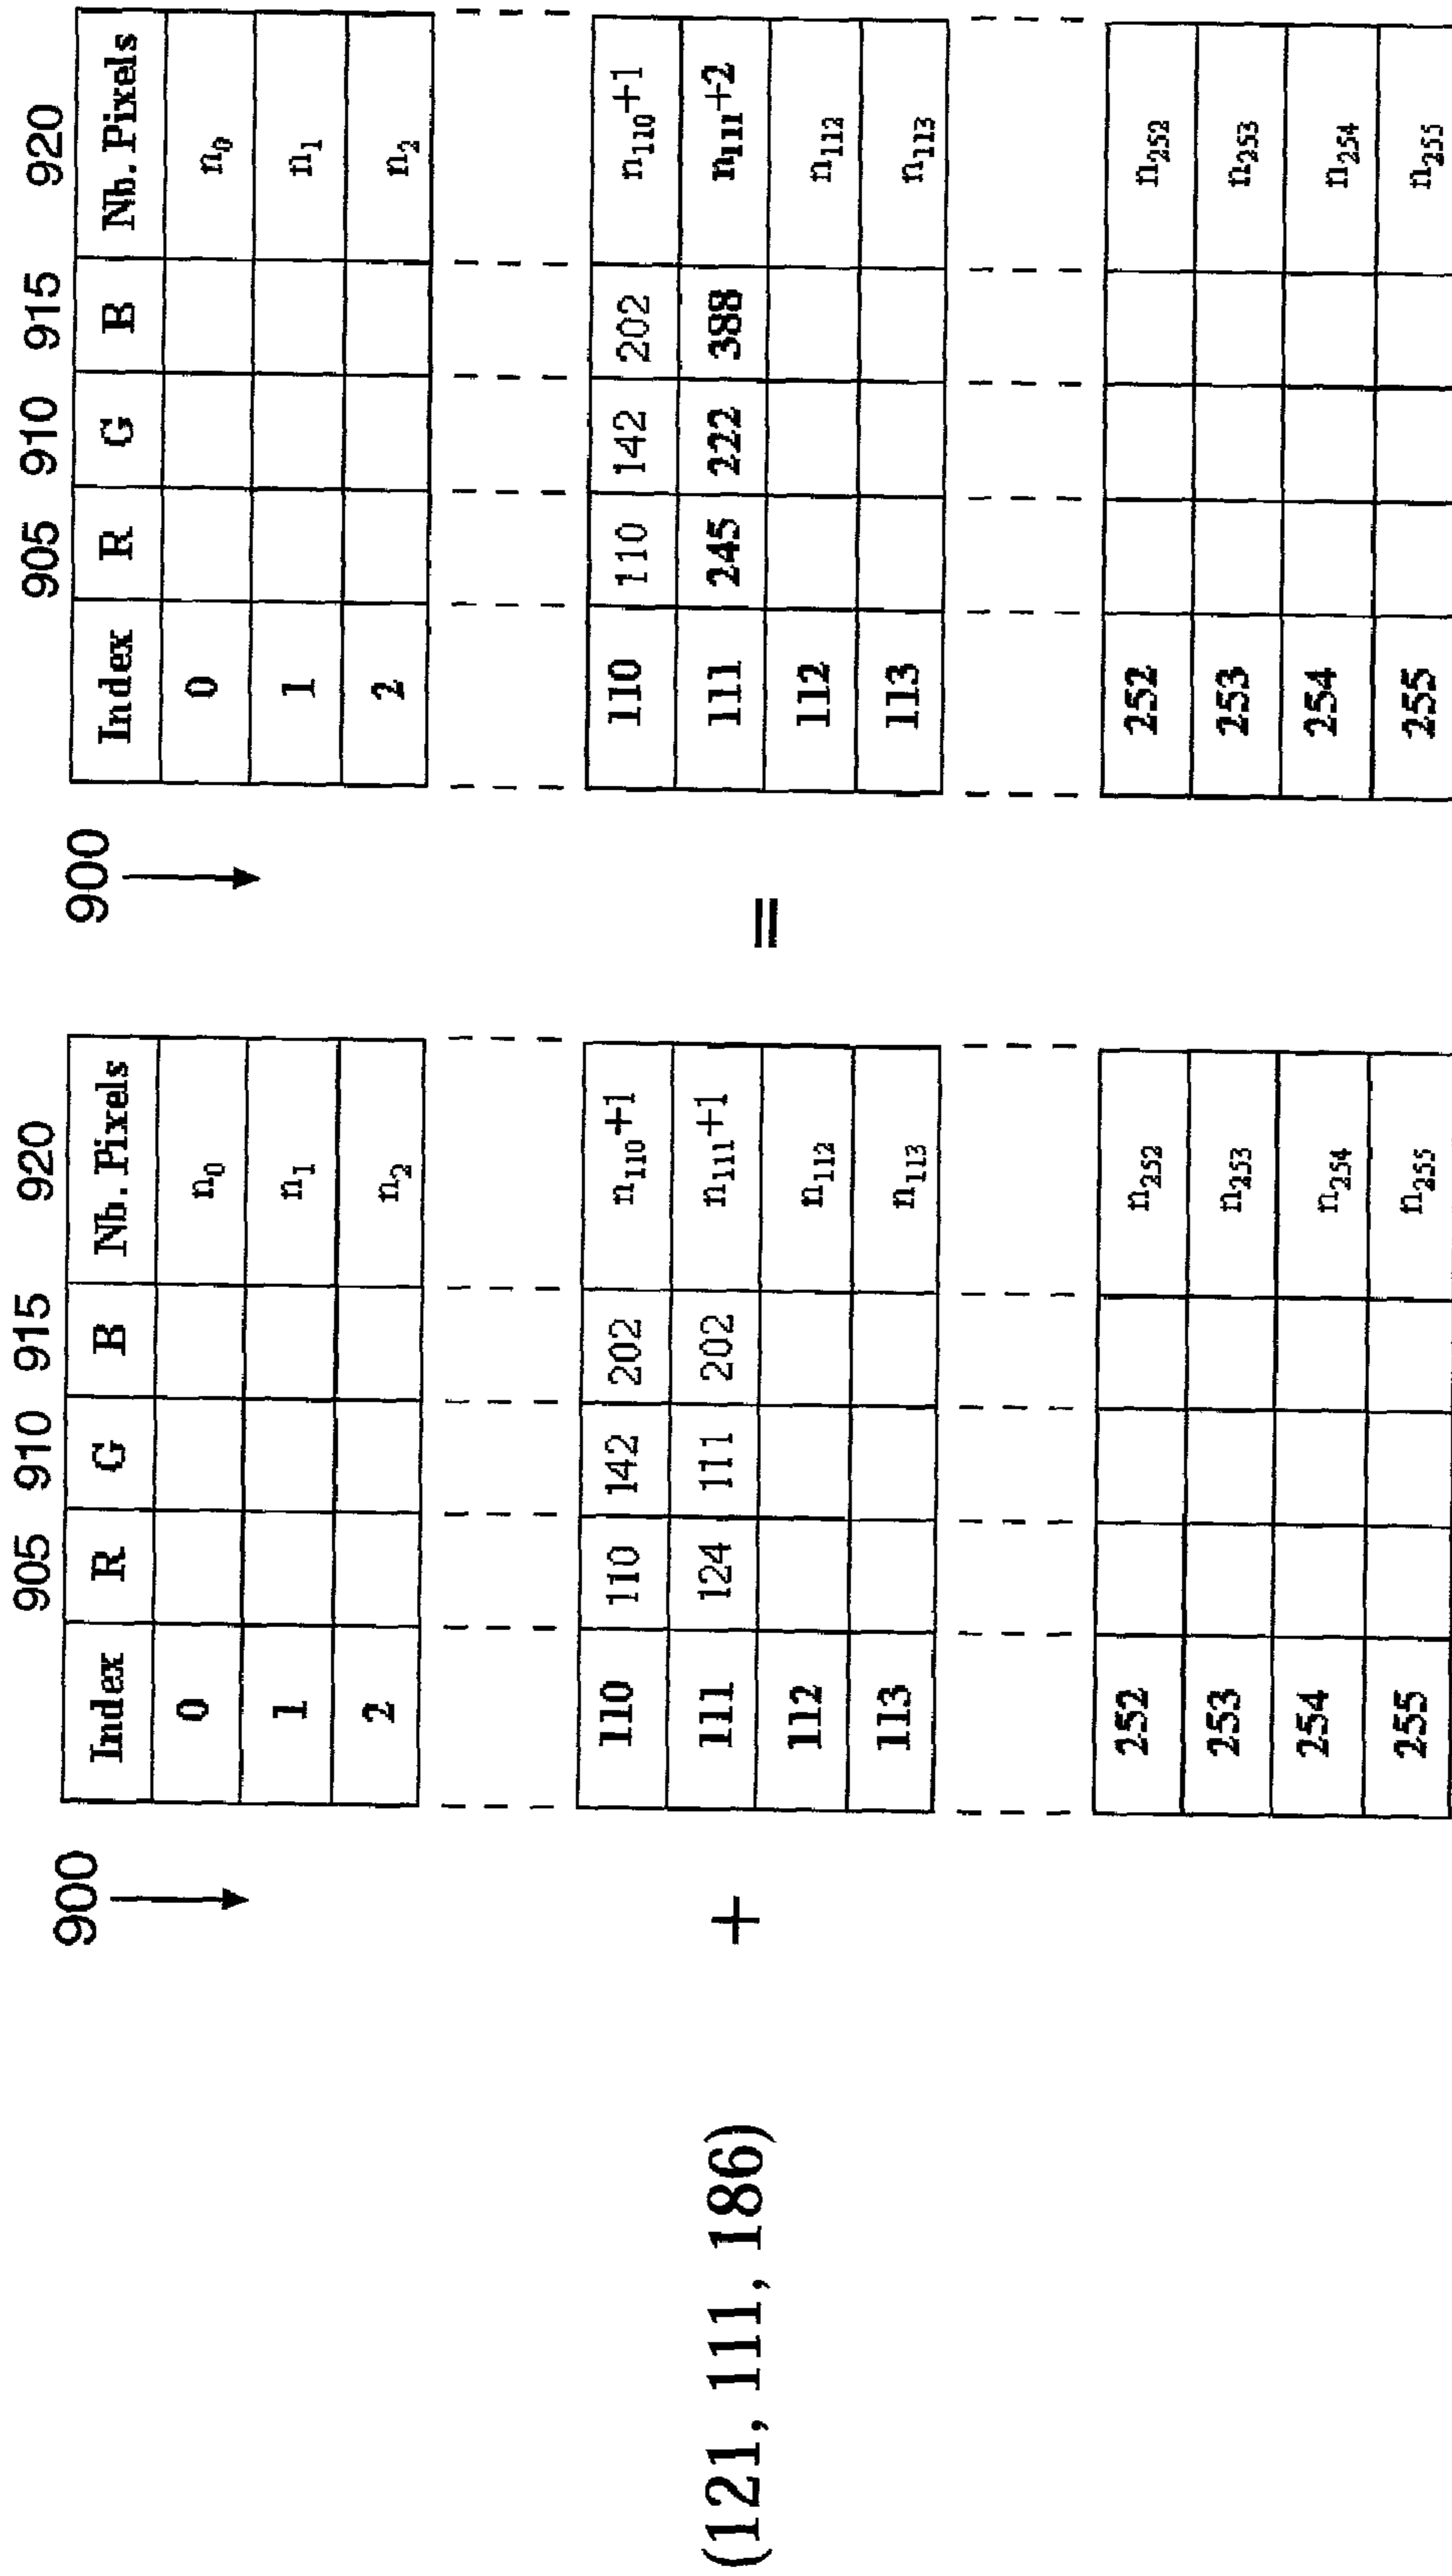 (121, 111, 186)
+
900
905 910 915 920
Index R G B Nb. Pixels
0 n₀
1 n₁
2 n₂
110 110 142 202 n₁₁₀+1
111 124 111 202 n₁₁₁+1
112 n₁₁₂
113 n₁₁₃
252 n₂₅₂
253 n₂₅₃
254 n₂₅₄
255 n₂₅₅
=
900
905 910 915 920
Index R G B Nb. Pixels
0 n₀
1 n₁
2 n₂
110 110 142 202 n₁₁₀+1
111 245 222 388 n₁₁₁+2
112 n₁₁₂
113 n₁₁₃
252 n₂₅₂
253 n₂₅₃
254 n₂₅₄
255 n₂₅₅